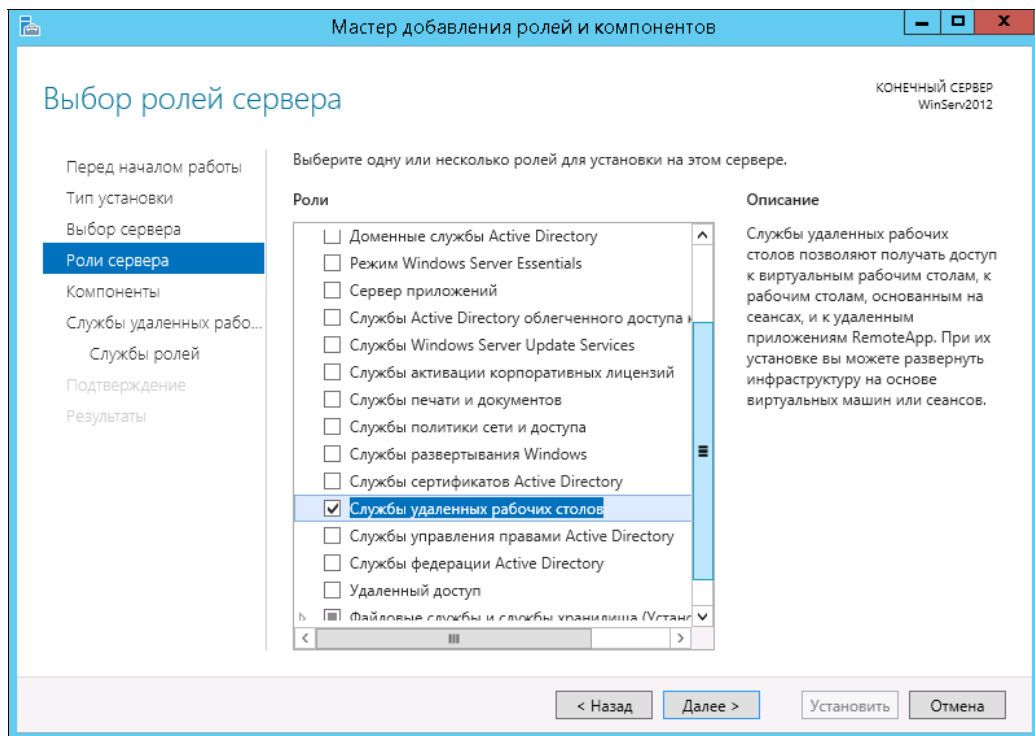 Мастер добавления ролей и компонентов
Выбор ролей сервера
КОНЕЧНЫЙ СЕРВЕР
WinServ2012
Перед началом работы
Тип установки
Выбор сервера
Роли сервера
Компоненты
Службы удаленных рабо...
Службы ролей
Подтверждение
Результаты
Выберите одну или несколько ролей для установки на этом сервере.
Роли
Доменные службы Active Directory
Режим Windows Server Essentials
Сервер приложений
Службы Active Directory облегченного доступа к
Службы Windows Server Update Services
Службы активации корпоративных лицензий
Службы печати и документов
Службы политики сети и доступа
Службы развертывания Windows
Службы сертификатов Active Directory
Службы удаленных рабочих столов
Службы управления правами Active Directory
Службы федерации Active Directory
Удаленный доступ
Файловые службы и службы хранилища (Устано
Описание
Службы удаленных рабочих
столов позволяют получать доступ
к виртуальным рабочим столам, к
рабочим столам, основанным на
сеансах, и к удаленным
приложениям RemoteApp. При их
установке вы можете развернуть
инфраструктуру на основе
виртуальных машин или сеансов.
< Назад
Далее >
Установить
Отмена